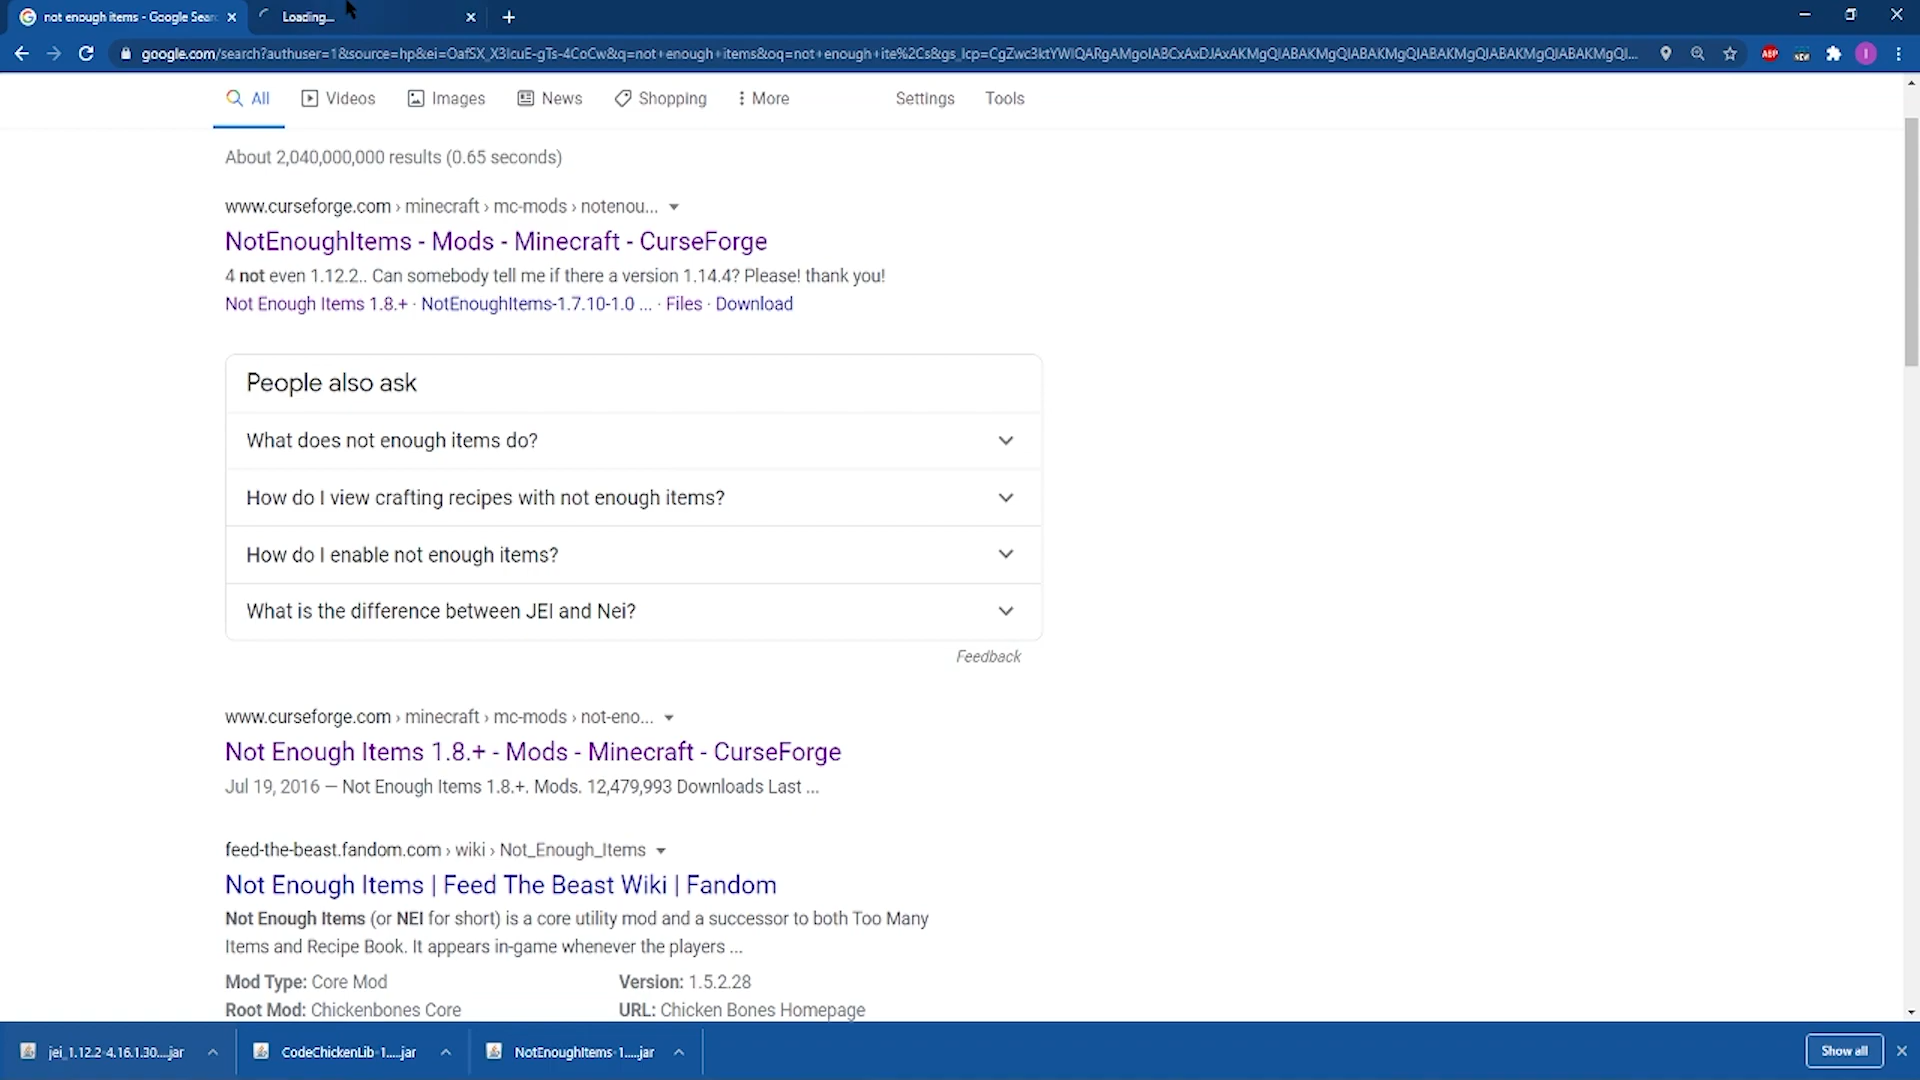 not enough items - Google Sear
Loading...
google.com/search?authuser=1&source=hp&ei=OafSX_X3IcuE-gTs-4CoCw&q=not+enough+items&oq=not+enough+ite%2Cs&gs_lcp=CgZwc3ktYWIQARgAMgoIABCxAxDJAxAKMgQIABAKMgQIABAKMgQIABAKMgQIABAKMgQIABAKMgQI...
ABP
I
All
Videos
Images
News
Shopping
More
Settings
Tools
About 2,040,000,000 results (0.65 seconds)
www.curseforge.com › minecraft › mc-mods › notenou...
NotEnoughItems - Mods - Minecraft - CurseForge
4 not even 1.12.2.. Can somebody tell me if there a version 1.14.4? Please! thank you!
Not Enough Items 1.8.+ · NotEnoughItems-1.7.10-1.0 ... · Files · Download
People also ask
What does not enough items do?
How do I view crafting recipes with not enough items?
How do I enable not enough items?
What is the difference between JEI and Nei?
Feedback
www.curseforge.com › minecraft › mc-mods › not-eno...
Not Enough Items 1.8.+ - Mods - Minecraft - CurseForge
Jul 19, 2016 — Not Enough Items 1.8.+. Mods. 12,479,993 Downloads Last ...
feed-the-beast.fandom.com › wiki › Not_Enough_Items
Not Enough Items | Feed The Beast Wiki | Fandom
Not Enough Items (or NEI for short) is a core utility mod and a successor to both Too Many
Items and Recipe Book. It appears in-game whenever the players ...
Mod Type: Core Mod
Version: 1.5.2.28
Root Mod: Chickenbones Core
URL: Chicken Bones Homepage
jei_1.12.2-4.16.1.30....jar
CodeChickenLib-1.....jar
NotEnoughItems-1.....jar
Show all